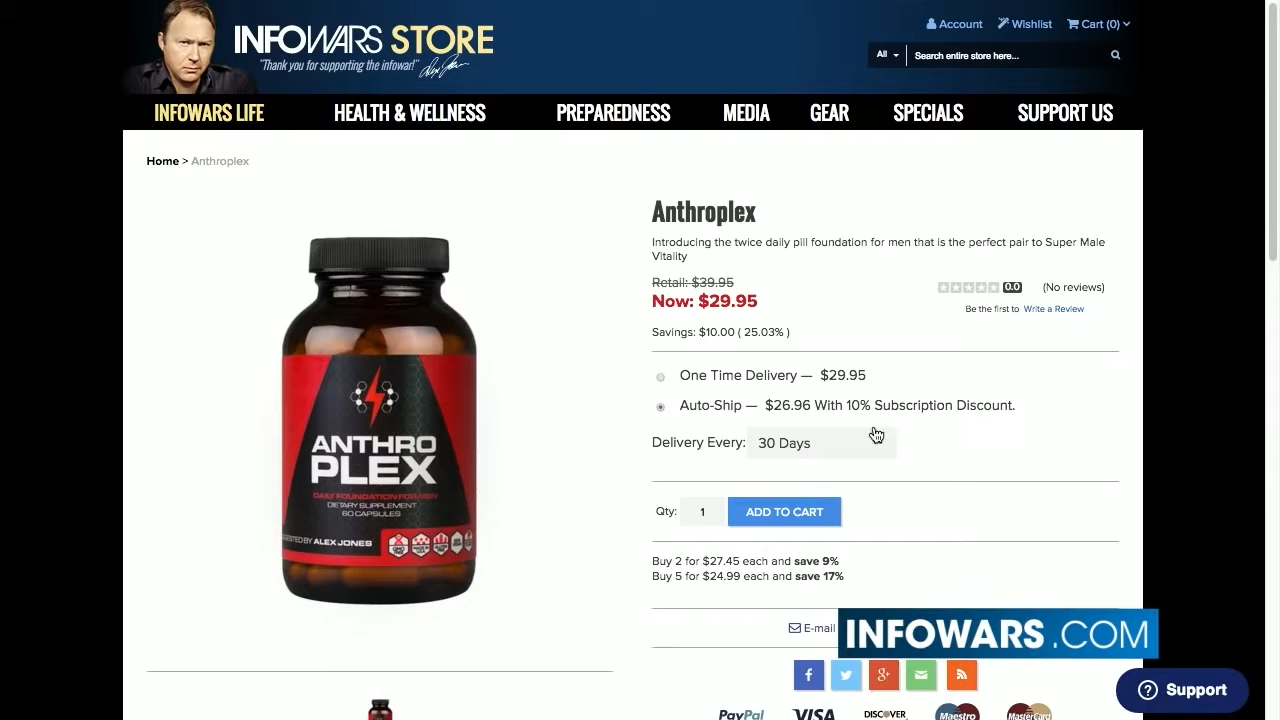 INFOWARS STORE
"Thank you for supporting the infowar!"
Account
Wishlist
Cart (0)
All
Search entire store here...
INFOWARS LIFE
HEALTH & WELLNESS
PREPAREDNESS
MEDIA
GEAR
SPECIALS
SUPPORT US
Home > Anthroplex
ANTHRO
PLEX
DAILY FOUNDATION FOR MEN
DIETARY SUPPLEMENT
60 CAPSULES
BY ALEX JONES
Anthroplex
Introducing the twice daily pill foundation for men that is the perfect pair to Super Male
Vitality
Retail: $39.95
Now: $29.95
0.0 (No reviews)
Be the first to Write a Review
Savings: $10.00 ( 25.03% )
One Time Delivery — $29.95
Auto-Ship — $26.96 With 10% Subscription Discount.
Delivery Every: 30 Days
Qty: 1 ADD TO CART
Buy 2 for $27.45 each and save 9%
Buy 5 for $24.99 each and save 17%
E-mail
INFOWARS.COM
f
g+
Support
PayPal
VISA
DISCOVER
Maestro
MasterCard